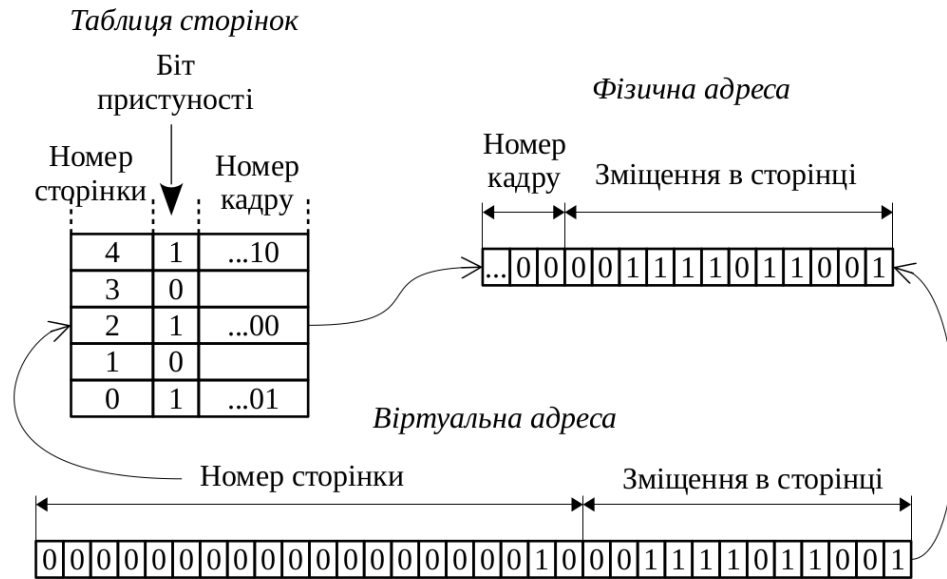 Таблиця сторінок
Біт
пристуності
Фізична адреса
Номер
сторінки
Номер
кадру
Номер
кадру
Зміщення в сторінці
4 1 ...10
3 0
2 1 ...00
1 0
0 1 ...01
... 0 0 0 0 1 1 1 1 0 1 1 0 0 1
Віртуальна адреса
Номер сторінки
Зміщення в сторінці
0 0 0 0 0 0 0 0 0 0 0 0 0 0 0 0 0 0 1 0 0 0 1 1 1 1 0 1 1 0 0 1